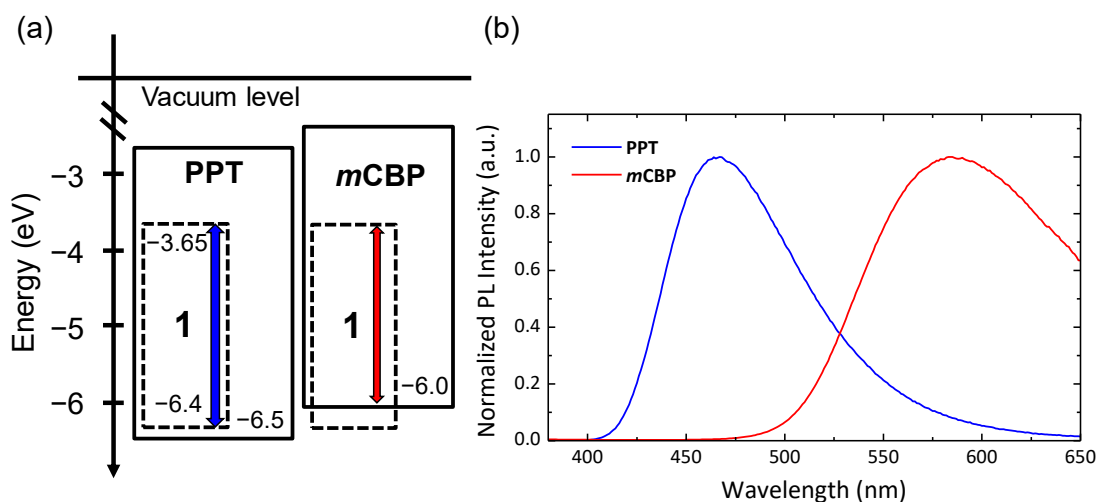 (a)
Vacuum level
PPT
mCBP
−3
−3.65
−4
1
1
−5
−6.4
−6.5
−6.0
−6
Energy (eV)
(b)
PPT
mCBP
1.0
0.8
0.6
0.4
0.2
0.0
400
450
500
550
600
650
Normalized PL Intensity (a.u.)
Wavelength (nm)